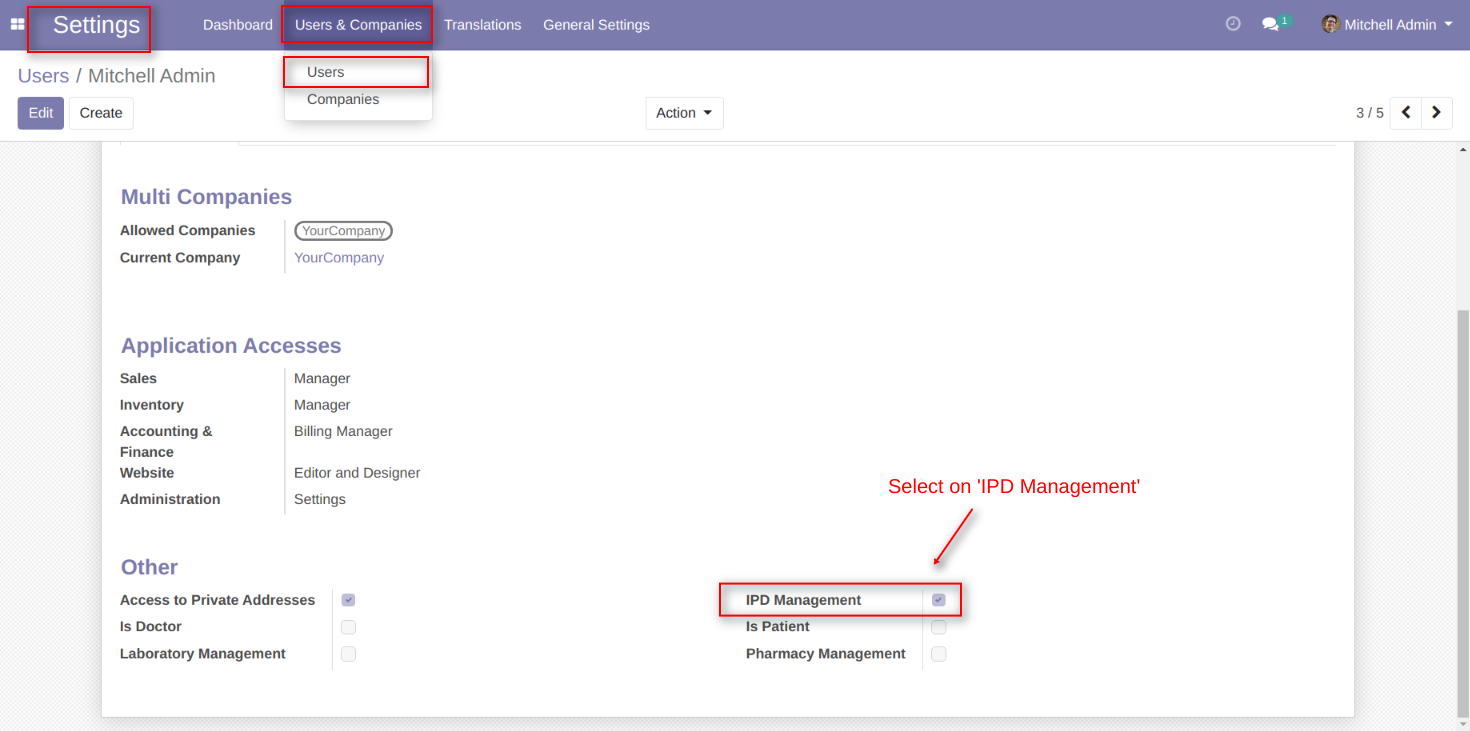 Settings Dashboard Users & Companies Translations General Settings 1 Mitchell Admin
Users / Mitchell Admin
Users
Companies
Edit Create Action 3 / 5
Multi Companies
Allowed Companies YourCompany
Current Company YourCompany
Application Accesses
Sales Manager
Inventory Manager
Accounting & Billing Manager
Finance
Website Editor and Designer
Administration Settings
Select on 'IPD Management'
Other
Access to Private Addresses IPD Management
Is Doctor Is Patient
Laboratory Management Pharmacy Management